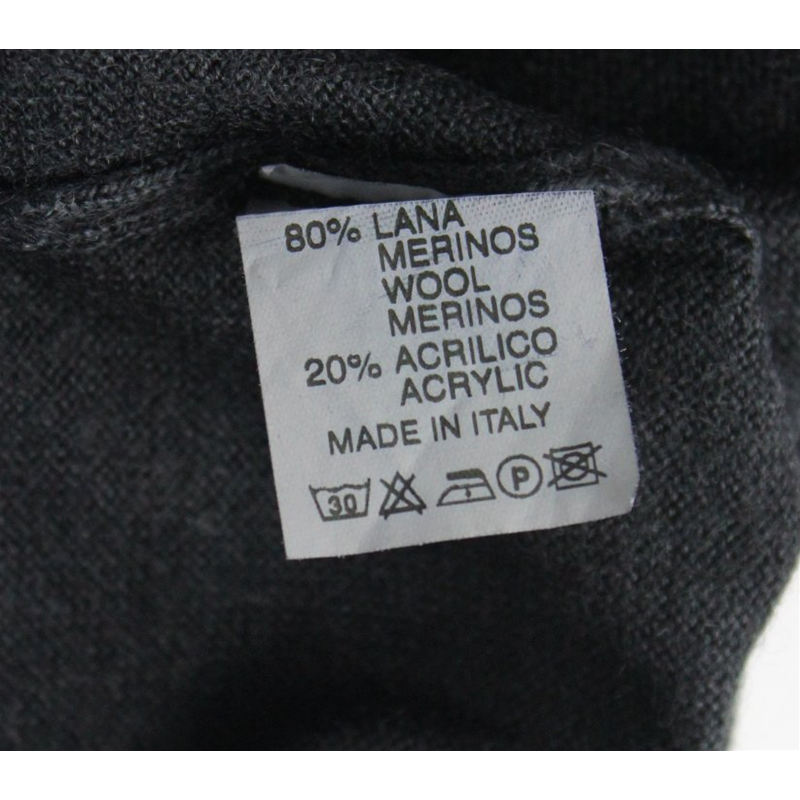 80% LANA
MERINOS
WOOL
MERINOS
20% ACRILICO
ACRYLIC
MADE IN ITALY
30 P